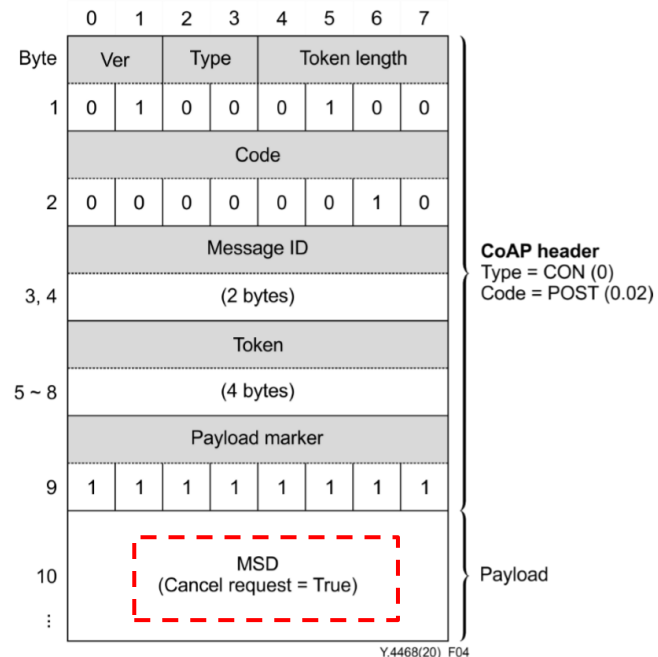 0 1 2 3 4 5 6 7
Byte Ver Type Token length
1 0 1 0 0 0 1 0 0
Code
2 0 0 0 0 0 0 1 0
Message ID
3, 4 (2 bytes)
Token
5 ~ 8 (4 bytes)
Payload marker
9 1 1 1 1 1 1 1 1
CoAP header
Type = CON (0)
Code = POST (0.02)
MSD
10 (Cancel request = True)
⋮
Payload
Y.4468(20)_F04